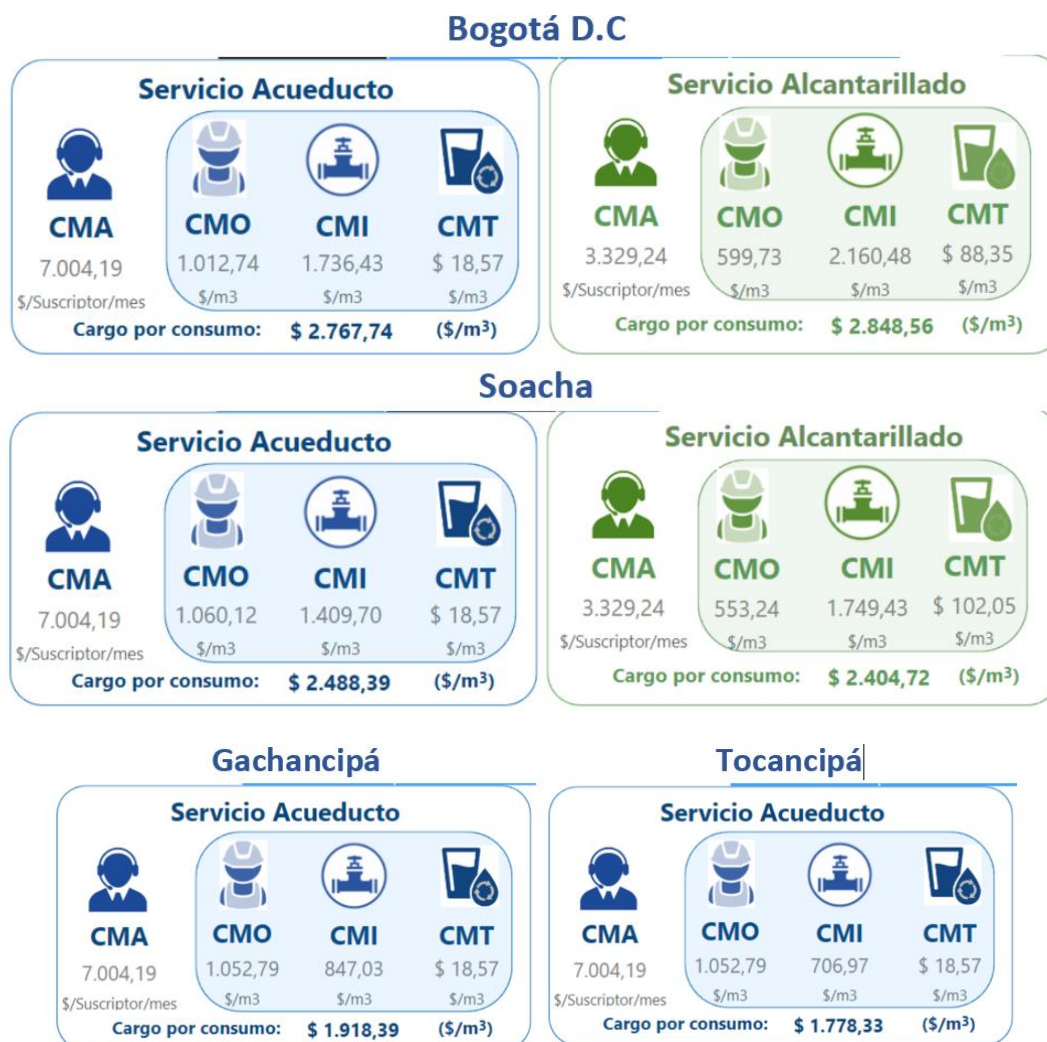 Bogotá D.C
Servicio Acueducto
CMA CMO CMI CMT
7.004,19 1.012,74 1.736,43 $ 18,57
$/Suscriptor/mes $/m3 $/m3 $/m3
Cargo por consumo: $ 2.767,74 ($/m³)
Servicio Alcantarillado
CMA CMO CMI CMT
3.329,24 599,73 2.160,48 $ 88,35
$/Suscriptor/mes $/m3 $/m3 $/m3
Cargo por consumo: $ 2.848,56 ($/m³)
Soacha
Servicio Acueducto
CMA CMO CMI CMT
7.004,19 1.060,12 1.409,70 $ 18,57
$/Suscriptor/mes $/m3 $/m3 $/m3
Cargo por consumo: $ 2.488,39 ($/m³)
Servicio Alcantarillado
CMA CMO CMI CMT
3.329,24 553,24 1.749,43 $ 102,05
$/Suscriptor/mes $/m3 $/m3 $/m3
Cargo por consumo: $ 2.404,72 ($/m³)
Gachancipá
Servicio Acueducto
CMA CMO CMI CMT
7.004,19 1.052,79 847,03 $ 18,57
$/Suscriptor/mes $/m3 $/m3 $/m3
Cargo por consumo: $ 1.918,39 ($/m³)
Tocancipá
Servicio Acueducto
CMA CMO CMI CMT
7.004,19 1.052,79 706,97 $ 18,57
$/Suscriptor/mes $/m3 $/m3 $/m3
Cargo por consumo: $ 1.778,33 ($/m³)